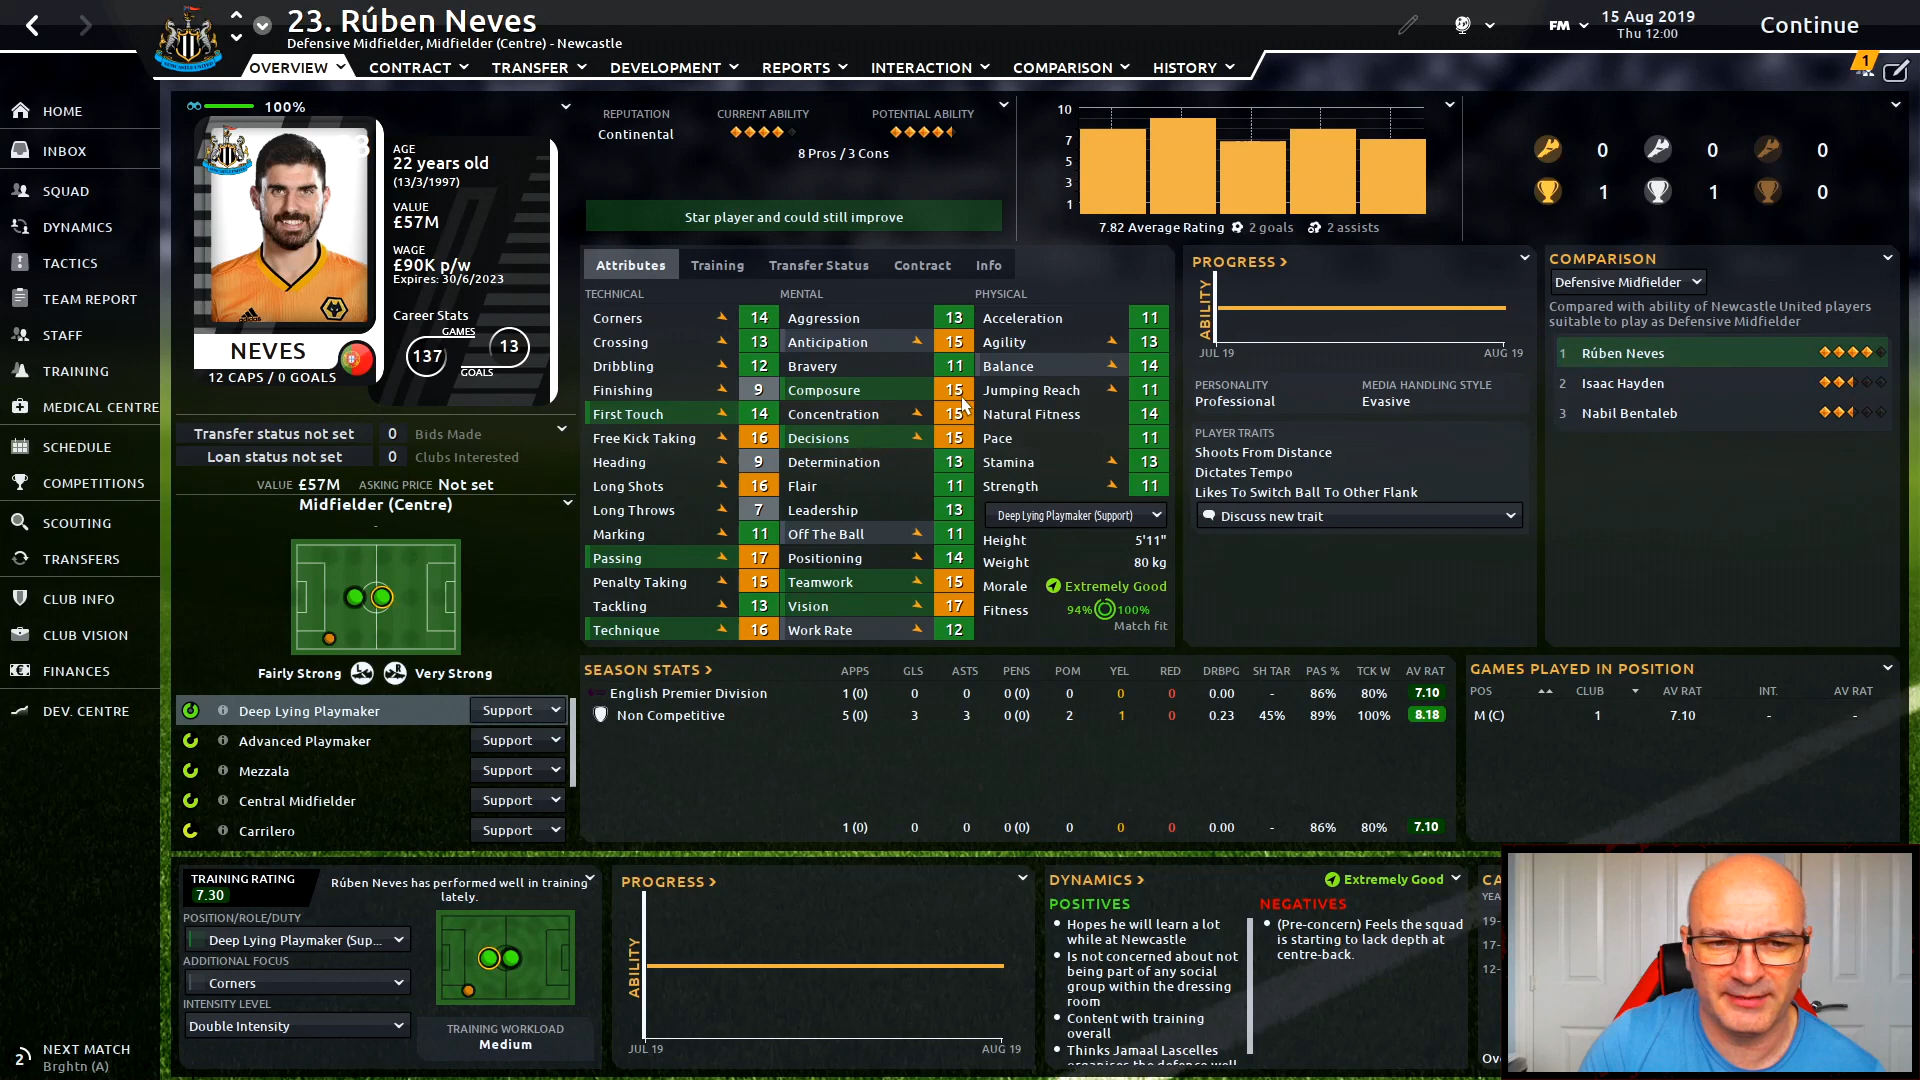 23. Rúben Neves
Defensive Midfielder, Midfielder (Centre) - Newcastle
FM
15 Aug 2019
Thu 12:00
Continue
OVERVIEW
CONTRACT
TRANSFER
DEVELOPMENT
REPORTS
INTERACTION
COMPARISON
HISTORY
1
HOME
INBOX
SQUAD
DYNAMICS
TACTICS
TEAM REPORT
STAFF
TRAINING
MEDICAL CENTRE
SCHEDULE
COMPETITIONS
SCOUTING
TRANSFERS
CLUB INFO
CLUB VISION
FINANCES
DEV. CENTRE
2
NEXT MATCH
Brghtn (A)
100%
AGE
22 years old
(13/3/1997)
VALUE
£57M
WAGE
£90K p/w
Expires: 30/6/2023
Career Stats
GAMES
137
13
GOALS
adidas
NEVES
12 CAPS / 0 GOALS
REPUTATION
Continental
CURRENT ABILITY
POTENTIAL ABILITY
8 Pros / 3 Cons
Star player and could still improve
10
7
5
3
1
7.82 Average Rating 2 goals 2 assists
0 0 0
1 1 0
Transfer status not set 0 Bids Made
Loan status not set 0 Clubs Interested
VALUE £57M ASKING PRICE Not set
Midfielder (Centre)
-
Fairly Strong L R Very Strong
Deep Lying Playmaker Support
Advanced Playmaker Support
Mezzala Support
Central Midfielder Support
Carrilero Support
Attributes Training Transfer Status Contract Info
TECHNICAL
Corners 14
Crossing 13
Dribbling 12
Finishing 9
First Touch 14
Free Kick Taking 16
Heading 9
Long Shots 16
Long Throws 7
Marking 11
Passing 17
Penalty Taking 15
Tackling 13
Technique 16
MENTAL
Aggression 13
Anticipation 15
Bravery 11
Composure 15
Concentration 15
Decisions 15
Determination 13
Flair 11
Leadership 13
Off The Ball 11
Positioning 14
Teamwork 15
Vision 17
Work Rate 12
PHYSICAL
Acceleration 11
Agility 13
Balance 14
Jumping Reach 11
Natural Fitness 14
Pace 11
Stamina 13
Strength 11
Deep Lying Playmaker (Support)
Height 5'11"
Weight 80 kg
Morale Extremely Good
Fitness 94% 100%
Match fit
PROGRESS >
ABILITY
JUL 19 AUG 19
PERSONALITY
Professional
MEDIA HANDLING STYLE
Evasive
PLAYER TRAITS
Shoots From Distance
Dictates Tempo
Likes To Switch Ball To Other Flank
Discuss new trait
COMPARISON
Defensive Midfielder
Compared with ability of Newcastle United players
suitable to play as Defensive Midfielder
1 Rúben Neves
2 Isaac Hayden
3 Nabil Bentaleb
SEASON STATS > APPS GLS ASTS PENS POM YEL RED DRBPG SH TAR PAS % TCK W AV RAT
English Premier Division 1 (0) 0 0 0 (0) 0 0 0 0.00 - 86% 80% 7.10
Non Competitive 5 (0) 3 3 0 (0) 2 1 0 0.23 45% 89% 100% 8.18
1 (0) 0 0 0 (0) 0 0 0 0.00 - 86% 80% 7.10
GAMES PLAYED IN POSITION
POS CLUB AV RAT INT. AV RAT
M (C) 1 7.10 - -
TRAINING RATING
7.30
Rúben Neves has performed well in training
lately.
POSITION/ROLE/DUTY
Deep Lying Playmaker (Sup...
ADDITIONAL FOCUS
Corners
INTENSITY LEVEL
Double Intensity
TRAINING WORKLOAD
Medium
PROGRESS >
ABILITY
JUL 19 AUG 19
DYNAMICS > Extremely Good
POSITIVES
Hopes he will learn a lot
while at Newcastle
Is not concerned about not
being part of any social
group within the dressing
room
Content with training
overall
Thinks Jamaal Lascelles
organises the defence well
NEGATIVES
(Pre-concern) Feels the squad
is starting to lack depth at
centre-back.
CA
YEA
19-
17-
12-
Ov